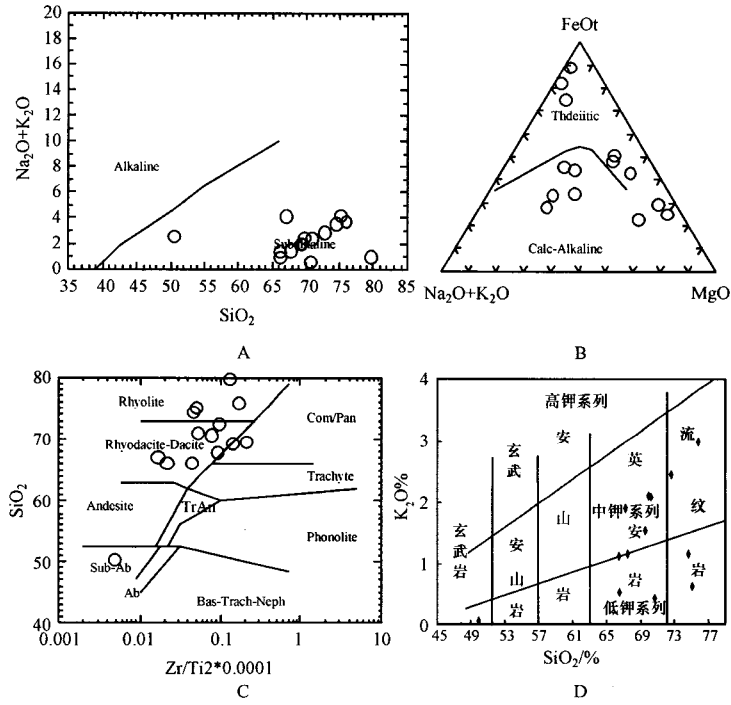 20
18
16
14
12
10
8
6
4
2
0
Na₂O+K₂O
Alkaline
Subalkaline
35 40 45 50 55 60 65 70 75 80 85
SiO₂
A
FeOt
Thdeiitic
Calc-Alkaline
Na₂O+K₂O
MgO
B
80
70
60
50
40
SiO₂
Rhyolite
Com/Pan
Rhyodacite-Dacite
Trachyte
Andesite
TrAn
Phonolite
Sub-Ab
Ab
Bas-Trach-Neph
0.001 0.01 0.1 1 10
Zr/Ti2*0.0001
C
4
3
2
1
0
K₂O%
高钾系列
中钾系列
低钾系列
玄武岩
玄武安山岩
安山岩
英安岩
流纹岩
45 49 53 57 61 65 69 73 77
SiO₂/%
D